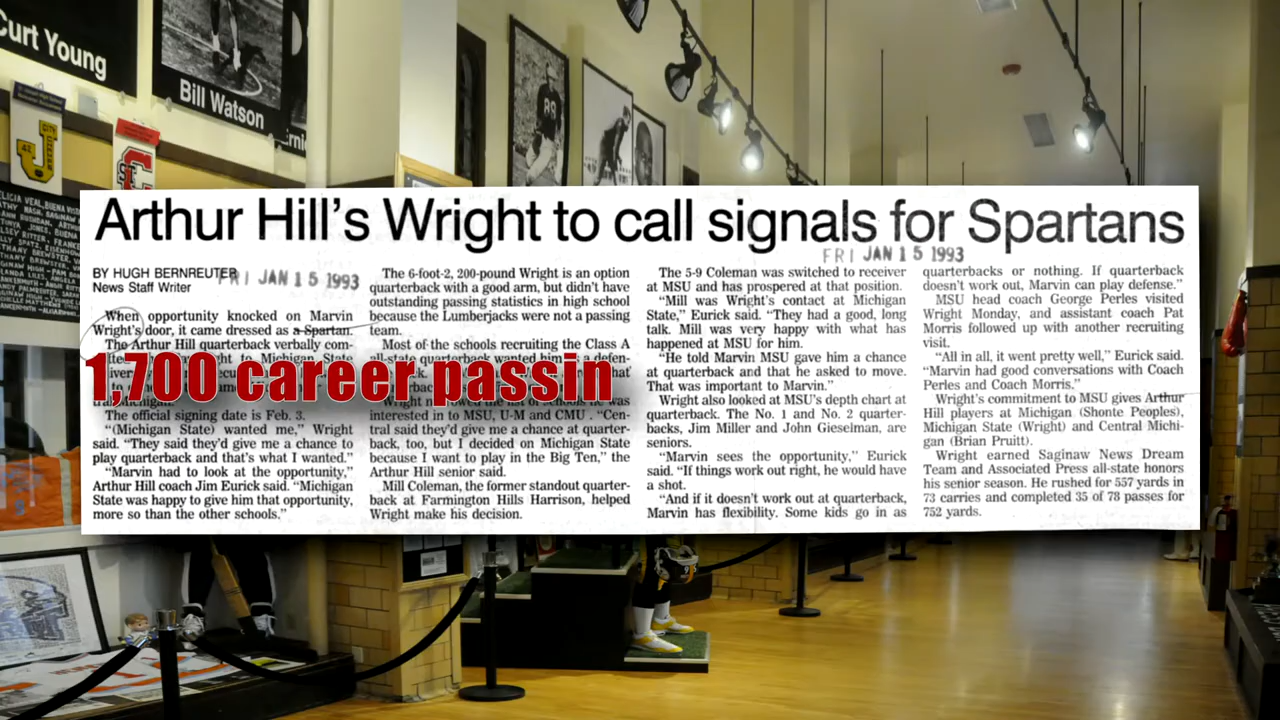 Curt Young
Bill Watson
Arthur Hill's Wright to call signals for Spartans
FRI JAN 15 1993
BY HUGH BERNREUTER
News Staff Writer
FRI JAN 15 1993
When opportunity knocked on Marvin
Wright's door, it came dressed as a Spartan.
The Arthur Hill quarterback verbally com-
1,700 career passin
The official signing date is Feb. 3.
"(Michigan State) wanted me," Wright
said. "They said they'd give me a chance to
play quarterback and that's what I wanted."
"Marvin had to look at the opportunity,"
Arthur Hill coach Jim Eurick said. "Michigan
State was happy to give him that opportunity,
more so than the other schools."
The 6-foot-2, 200-pound Wright is an option
quarterback with a good arm, but didn't have
outstanding passing statistics in high school
because the Lumberjacks were not a passing
team.
Most of the schools recruiting the Class A
all-state quarterback wanted him as a defen-
interested in to MSU, U-M and CMU . "Cen-
tral said they'd give me a chance at quarter-
back, too, but I decided on Michigan State
because I want to play in the Big Ten," the
Arthur Hill senior said.
Mill Coleman, the former standout quarter-
back at Farmington Hills Harrison, helped
Wright make his decision.
The 5-9 Coleman was switched to receiver
at MSU and has prospered at that position.
"Mill was Wright's contact at Michigan
State," Eurick said. "They had a good, long
talk. Mill was very happy with what has
happened at MSU for him.
"He told Marvin MSU gave him a chance
at quarterback and that he asked to move.
That was important to Marvin."
Wright also looked at MSU's depth chart at
quarterback. The No. 1 and No. 2 quarter-
backs, Jim Miller and John Gieselman, are
seniors.
"Marvin sees the opportunity," Eurick
said. "If things work out right, he would have
a shot.
"And if it doesn't work out at quarterback,
Marvin has flexibility. Some kids go in as
quarterbacks or nothing. If quarterback
doesn't work out, Marvin can play defense."
MSU head coach George Perles visited
Wright Monday, and assistant coach Pat
Morris followed up with another recruiting
visit.
"All in all, it went pretty well," Eurick said.
"Marvin had good conversations with Coach
Perles and Coach Morris."
Wright's commitment to MSU gives Arthur
Hill players at Michigan (Shonte Peoples),
Michigan State (Wright) and Central Michi-
gan (Brian Pruitt).
Wright earned Saginaw News Dream
Team and Associated Press all-state honors
his senior season. He rushed for 557 yards in
73 carries and completed 35 of 78 passes for
752 yards.